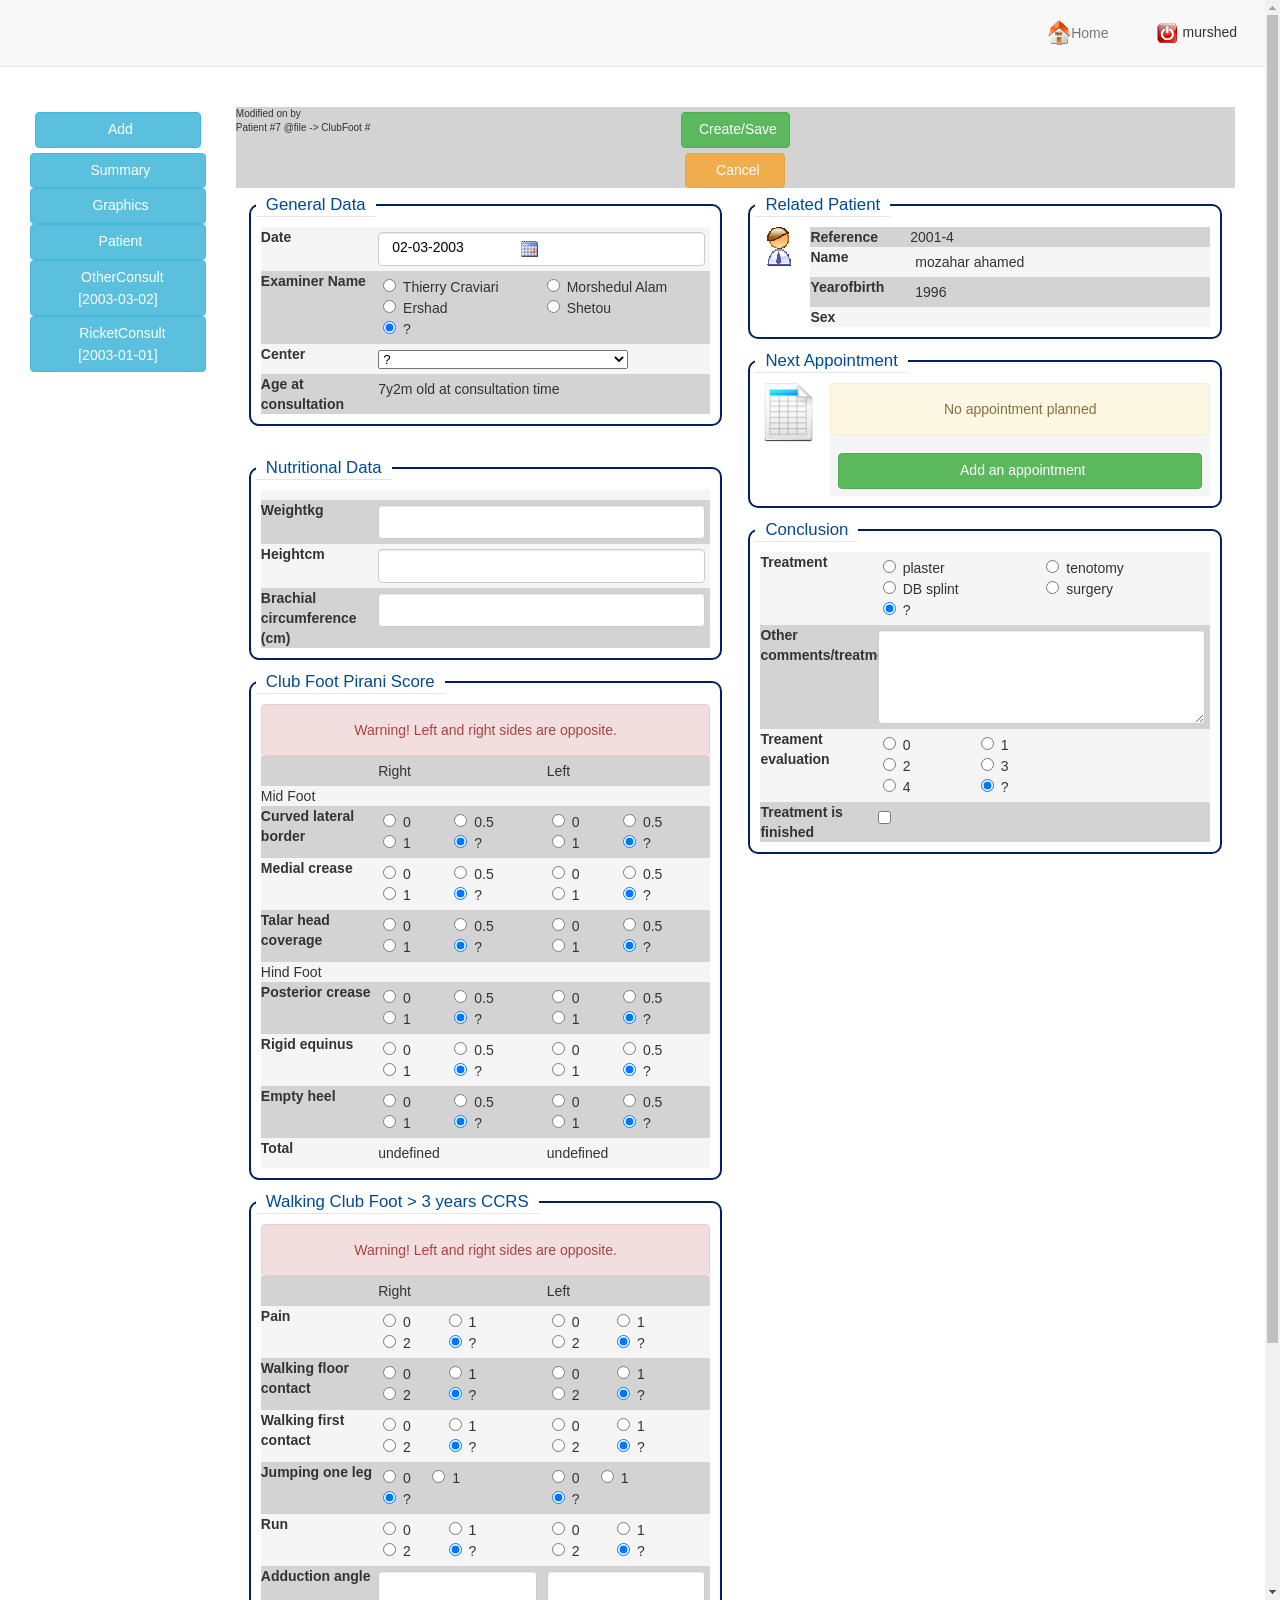 Home
murshed
Add
Summary
Graphics
Patient
OtherConsult
[2003-03-02]
RicketConsult
[2003-01-01]
Modified on by
Patient #7 @file -> ClubFoot #
Create/Save
Cancel
General Data
Date
02-03-2003
Examiner Name
Thierry Craviari Morshedul Alam
Ershad Shetou
?
Center
?
Age at
consultation
7y2m old at consultation time
Nutritional Data
Weightkg
Heightcm
Brachial
circumference
(cm)
Club Foot Pirani Score
Warning! Left and right sides are opposite.
Right Left
Mid Foot
Curved lateral
border
0 0.5 0 0.5
1 ? 1 ?
Medial crease
0 0.5 0 0.5
1 ? 1 ?
Talar head
coverage
0 0.5 0 0.5
1 ? 1 ?
Hind Foot
Posterior crease
0 0.5 0 0.5
1 ? 1 ?
Rigid equinus
0 0.5 0 0.5
1 ? 1 ?
Empty heel
0 0.5 0 0.5
1 ? 1 ?
Total undefined undefined
Walking Club Foot > 3 years CCRS
Warning! Left and right sides are opposite.
Right Left
Pain
0 1 0 1
2 ? 2 ?
Walking floor
contact
0 1 0 1
2 ? 2 ?
Walking first
contact
0 1 0 1
2 ? 2 ?
Jumping one leg
0 1 0 1
? ?
Run
0 1 0 1
2 ? 2 ?
Adduction angle
Related Patient
Reference 2001-4
Name mozahar ahamed
Yearofbirth 1996
Sex
Next Appointment
No appointment planned
Add an appointment
Conclusion
Treatment
plaster tenotomy
DB splint surgery
?
Other
comments/treatm
Treament
evaluation
0 1
2 3
4 ?
Treatment is
finished